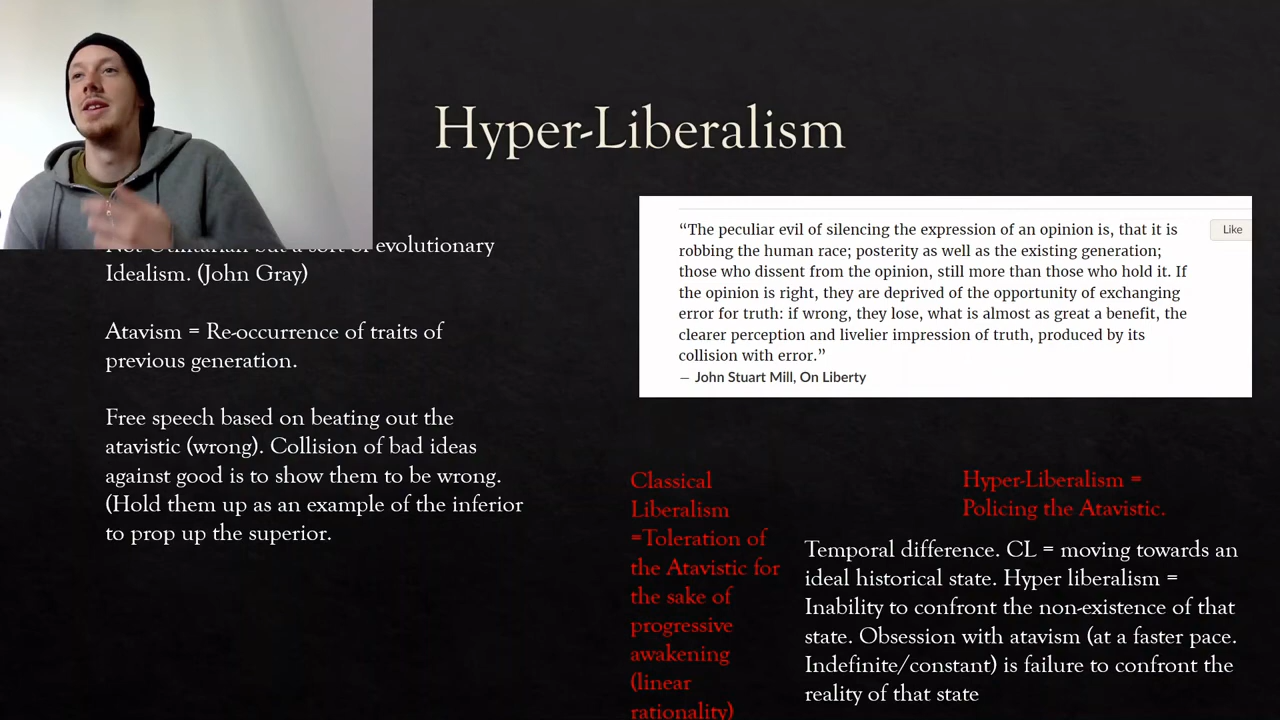 Hyper-Liberalism
Not Utilitarian but a sort of evolutionary
Idealism. (John Gray)
Atavism = Re-occurrence of traits of
previous generation.
Free speech based on beating out the
atavistic (wrong). Collision of bad ideas
against good is to show them to be wrong.
(Hold them up as an example of the inferior
to prop up the superior.
“The peculiar evil of silencing the expression of an opinion is, that it is
robbing the human race; posterity as well as the existing generation;
those who dissent from the opinion, still more than those who hold it. If
the opinion is right, they are deprived of the opportunity of exchanging
error for truth: if wrong, they lose, what is almost as great a benefit, the
clearer perception and livelier impression of truth, produced by its
collision with error.”
― John Stuart Mill, On Liberty
Like
Classical
Liberalism
=Toleration of
the Atavistic for
the sake of
progressive
awakening
(linear
rationality)
Hyper-Liberalism =
Policing the Atavistic.
Temporal difference. CL = moving towards an
ideal historical state. Hyper liberalism =
Inability to confront the non-existence of that
state. Obsession with atavism (at a faster pace.
Indefinite/constant) is failure to confront the
reality of that state